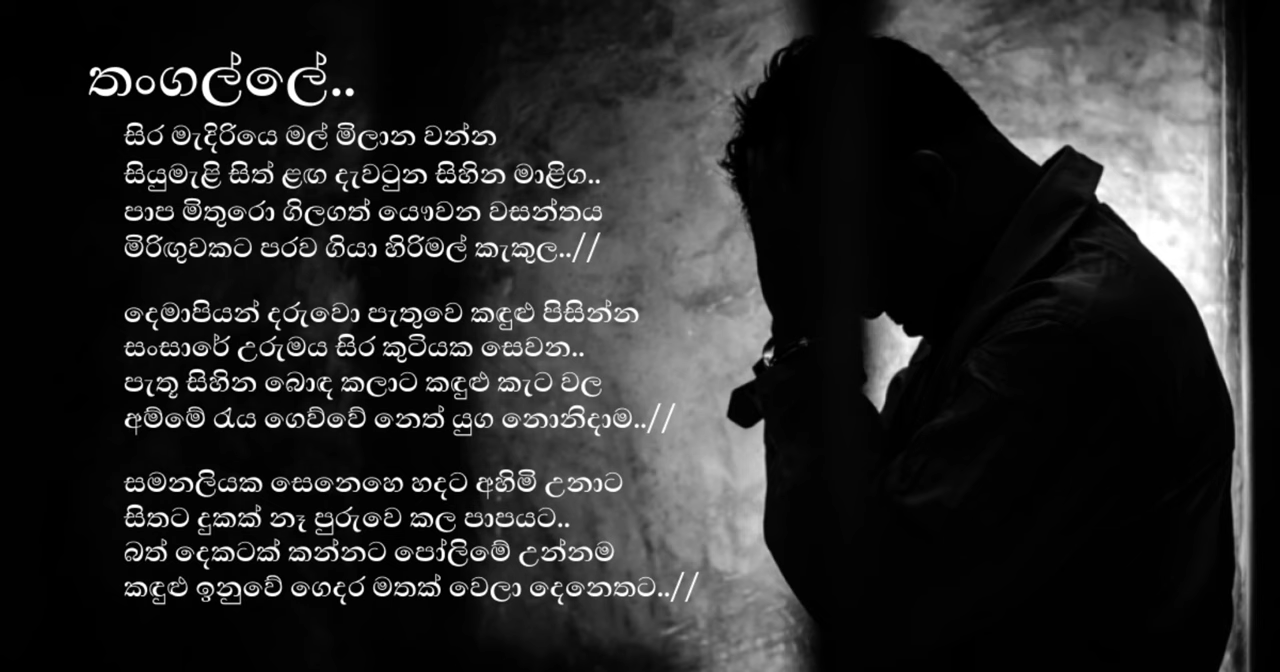 තංගල්ලේ..
සිර මැදිරියෙ මල් මිලාන වන්න
සියුමැළි සිත් ළඟ දැවටුන සිහින මාළිග..
පාප මිතුරො ගිලගත් යෞවන වසන්තය
මිරිඟුවකට පරව ගියා හිරිමල් කැකුල..//
දෙමාපියන් දරුවො පැතුවෙ කඳුළු පිසින්න
සංසාරේ උරුමය සිර කුටියක සෙවන..
පැතූ සිහින බොඳ කලාට කඳුළු කැට වල
අම්මේ රැය ගෙව්වේ නෙත් යුග නොනිදාම..//
සමනලියක සෙනෙහෙ හදට අහිමි උනාට
සිතට දුකක් නෑ පුරුවෙ කල පාපයට..
බත් දෙකටක් කන්නට පෝලිමේ උන්නම
කඳුළු ඉනුවේ ගෙදර මතක් වෙලා දෙනෙතට..//